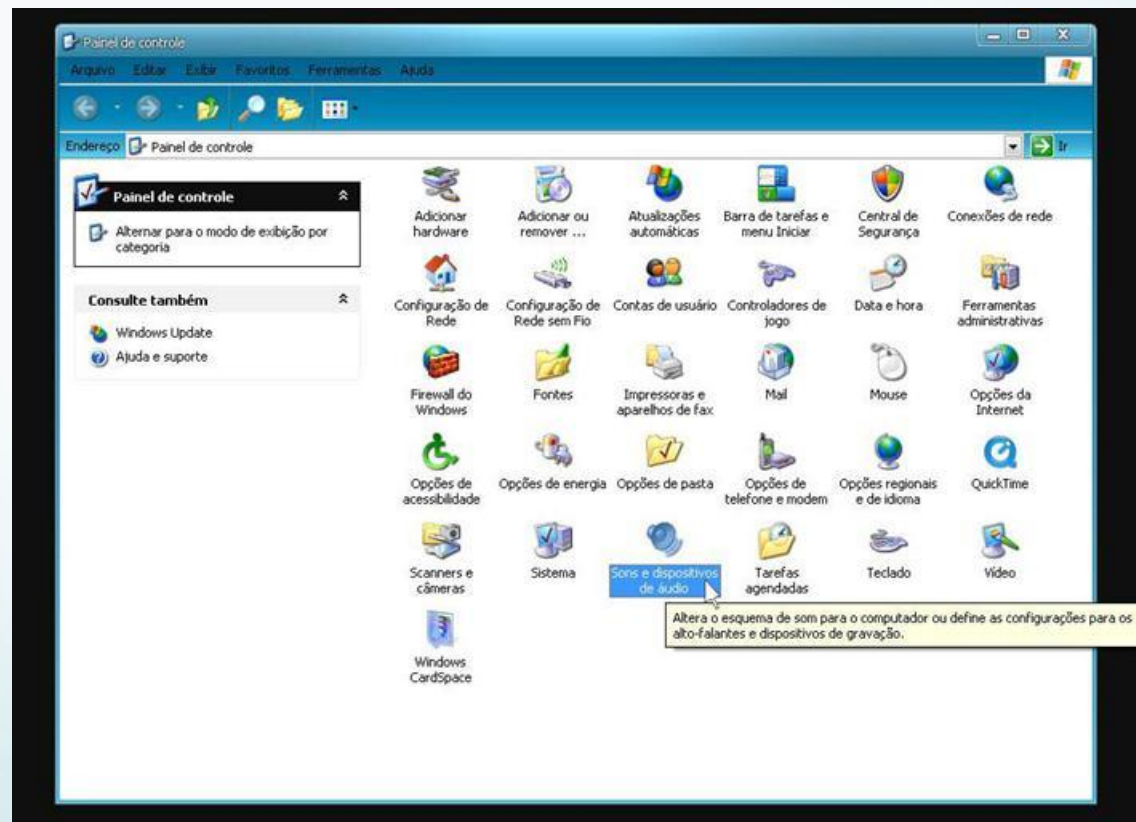 Painel de controle
Arquivo Editar Exibir Favoritos Ferramentas Ajuda
Endereço Painel de controle Ir
Painel de controle
Alternar para o modo de exibição por
categoria
Consulte também
Windows Update
Ajuda e suporte
Adicionar
hardware
Adicionar ou
remover ...
Atualizações
automáticas
Barra de tarefas e
menu Iniciar
Central de
Segurança
Conexões de rede
Configuração de
Rede
Configuração de
Rede sem Fio
Contas de usuário
Controladores de
jogo
Data e hora
Ferramentas
administrativas
Firewall do
Windows
Fontes
Impressoras e
aparelhos de fax
Mail
Mouse
Opções da
Internet
Opções de
acessibilidade
Opções de energia
Opções de pasta
Opções de
telefone e modem
Opções regionais
e de idioma
QuickTime
Scanners e
câmeras
Sistema
Sons e dispositivos
de áudio
Tarefas
agendadas
Teclado
Vídeo
Altera o esquema de som para o computador ou define as configurações para os
alto-falantes e dispositivos de gravação.
Windows
CardSpace